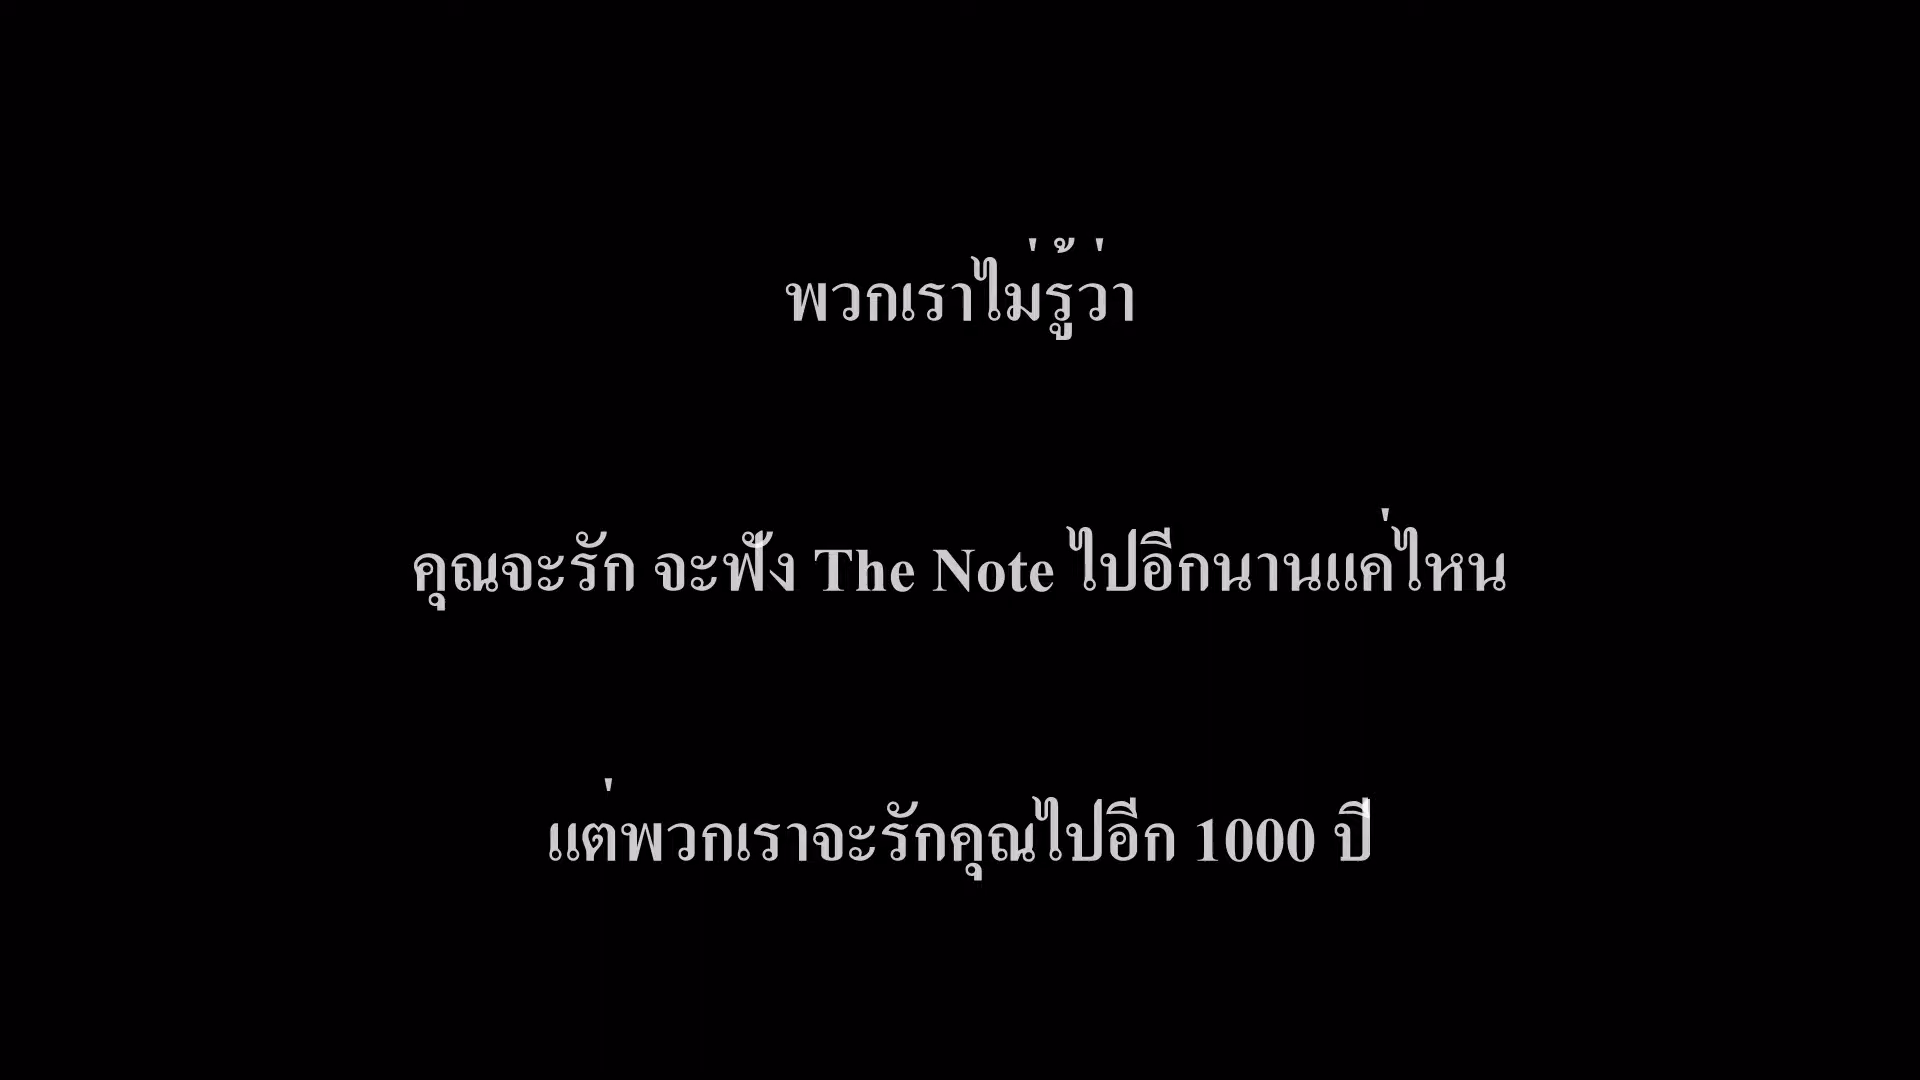 พวกเราไม่รู้ว่า
คุณจะรัก จะฟัง The Note ไปอีกนานแค่ไหน
แต่พวกเราจะรักคุณไปอีก 1000 ปี